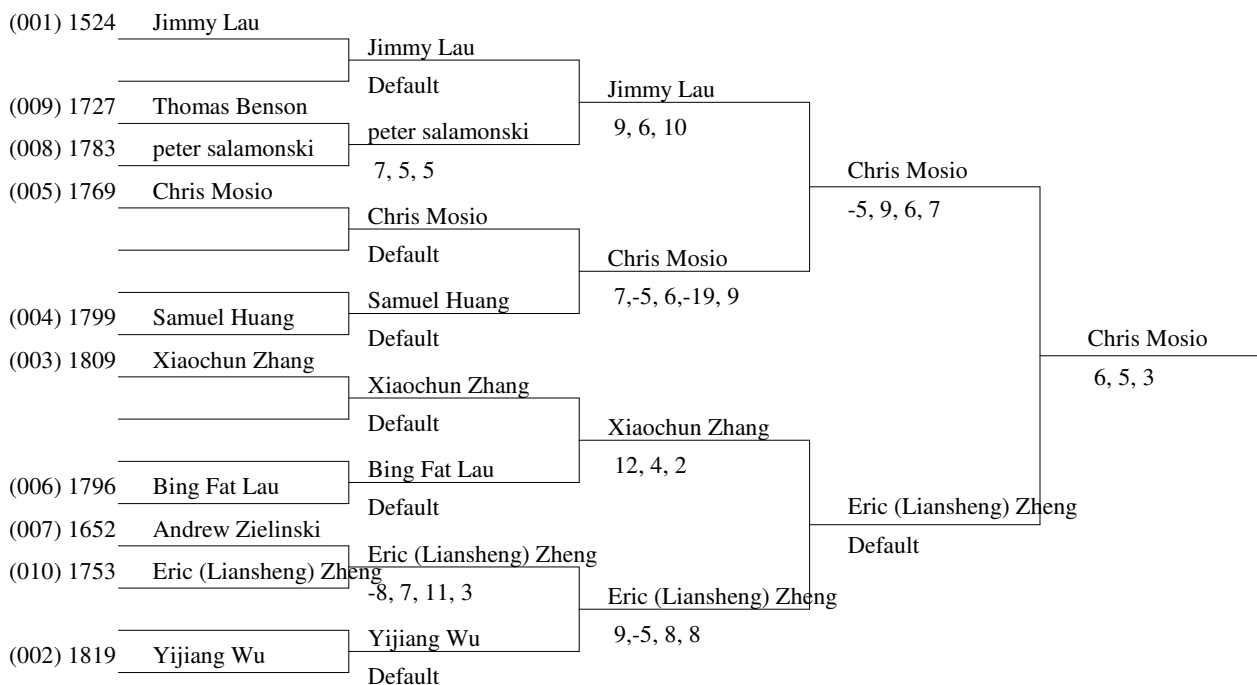 (001) 1524 Jimmy Lau
Jimmy Lau
Default
Jimmy Lau
(009) 1727 Thomas Benson
9, 6, 10
peter salamonski
(008) 1783 peter salamonski
7, 5, 5
Chris Mosio
(005) 1769 Chris Mosio
-5, 9, 6, 7
Chris Mosio
Default
Chris Mosio
7,-5, 6,-19, 9
Samuel Huang
(004) 1799 Samuel Huang
Default
Chris Mosio
(003) 1809 Xiaochun Zhang
6, 5, 3
Xiaochun Zhang
Default
Xiaochun Zhang
12, 4, 2
Bing Fat Lau
(006) 1796 Bing Fat Lau
Default
Eric (Liansheng) Zheng
(007) 1652 Andrew Zielinski
Default
Eric (Liansheng) Zheng
(010) 1753 Eric (Liansheng) Zheng
-8, 7, 11, 3
Eric (Liansheng) Zheng
9,-5, 8, 8
Yijiang Wu
(002) 1819 Yijiang Wu
Default